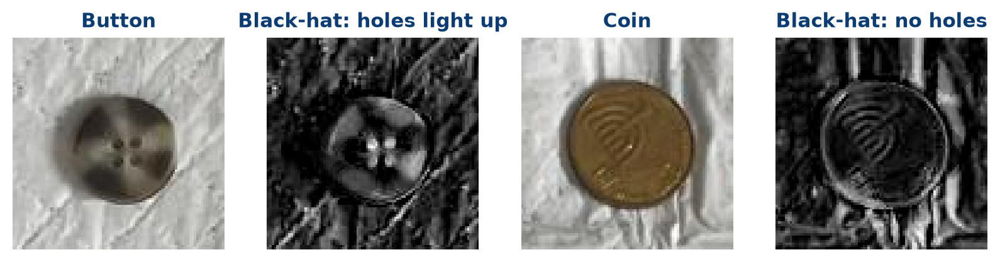 Button
Black-hat: holes light up
Coin
Black-hat: no holes